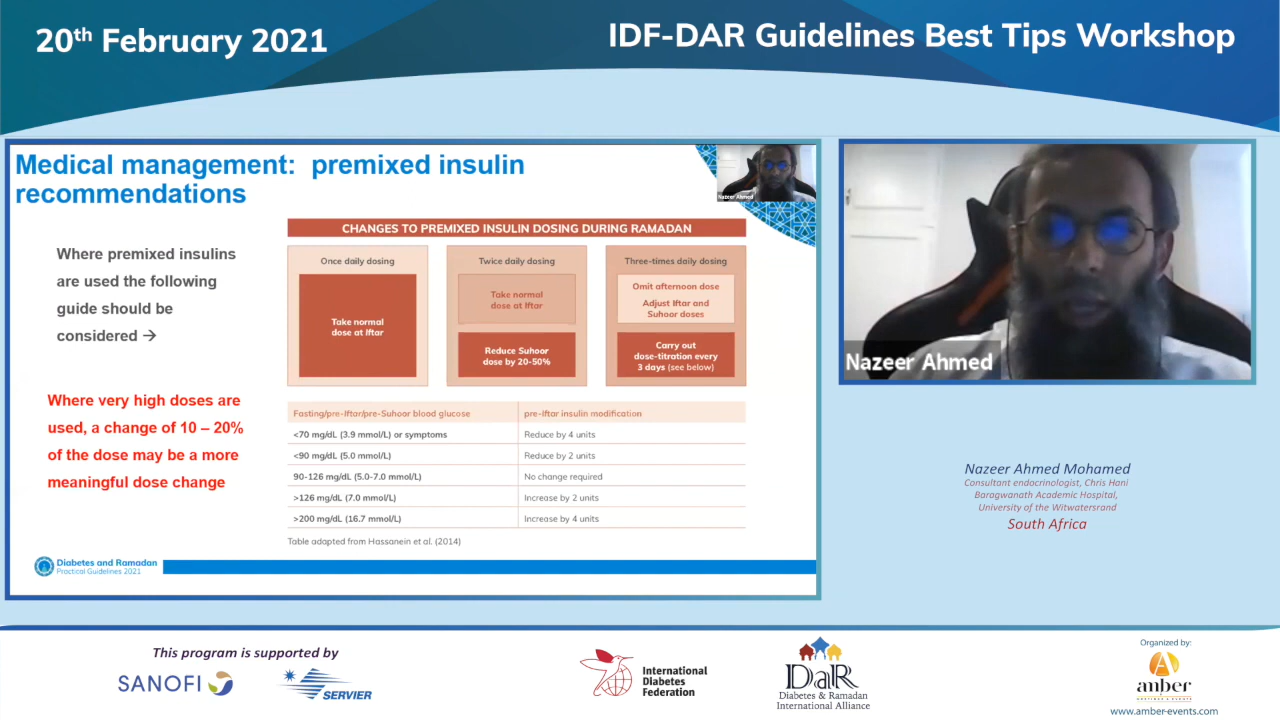 20th February 2021
IDF-DAR Guidelines Best Tips Workshop
Medical management: premixed insulin
recommendations
Nazeer Ahmed
Where premixed insulins
are used the following
guide should be
considered →
Where very high doses are
used, a change of 10 – 20%
of the dose may be a more
meaningful dose change
CHANGES TO PREMIXED INSULIN DOSING DURING RAMADAN
Once daily dosing
Take normal
dose at Iftar
Twice daily dosing
Take normal
dose at Iftar
Reduce Suhoor
dose by 20-50%
Three-times daily dosing
Omit afternoon dose
Adjust Iftar and
Suhoor doses
Carry out
dose-titration every
3 days (see below)
Fasting/pre-Iftar/pre-Suhoor blood glucose pre-Iftar insulin modification
<70 mg/dL (3.9 mmol/L) or symptoms Reduce by 4 units
<90 mg/dL (5.0 mmol/L) Reduce by 2 units
90-126 mg/dL (5.0-7.0 mmol/L) No change required
>126 mg/dL (7.0 mmol/L) Increase by 2 units
>200 mg/dL (16.7 mmol/L) Increase by 4 units
Table adapted from Hassanein et al. (2014)
Diabetes and Ramadan
Practical Guidelines 2021
Nazeer Ahmed
Nazeer Ahmed Mohamed
Consultant endocrinologist, Chris Hani
Baragwanath Academic Hospital,
University of the Witwatersrand
South Africa
This program is supported by
SANOFI
SERVIER
International
Diabetes
Federation
DaR
Diabetes & Ramadan
International Alliance
Organized by:
anber
www.amber-events.com